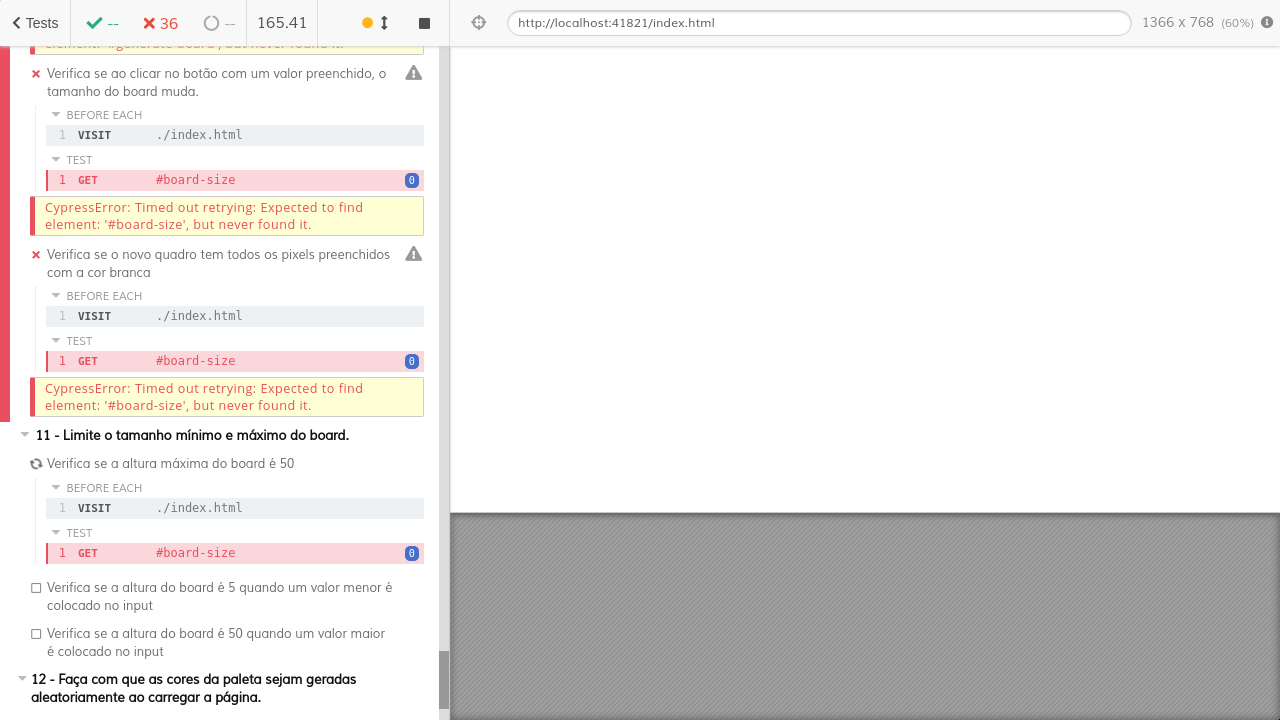 Tests
--
36
--
165.41
http://localhost:41821/index.html
1366 x 768 (60%)
element: '#generate-board', but never found it.
Verifica se ao clicar no botão com um valor preenchido, o
tamanho do board muda.
BEFORE EACH
1 VISIT ./index.html
TEST
1 GET #board-size 0
CypressError: Timed out retrying: Expected to find
element: '#board-size', but never found it.
Verifica se o novo quadro tem todos os pixels preenchidos
com a cor branca
BEFORE EACH
1 VISIT ./index.html
TEST
1 GET #board-size 0
CypressError: Timed out retrying: Expected to find
element: '#board-size', but never found it.
11 - Limite o tamanho mínimo e máximo do board.
Verifica se a altura máxima do board é 50
BEFORE EACH
1 VISIT ./index.html
TEST
1 GET #board-size 0
Verifica se a altura do board é 5 quando um valor menor é
colocado no input
Verifica se a altura do board é 50 quando um valor maior
é colocado no input
12 - Faça com que as cores da paleta sejam geradas
aleatoriamente ao carregar a página.